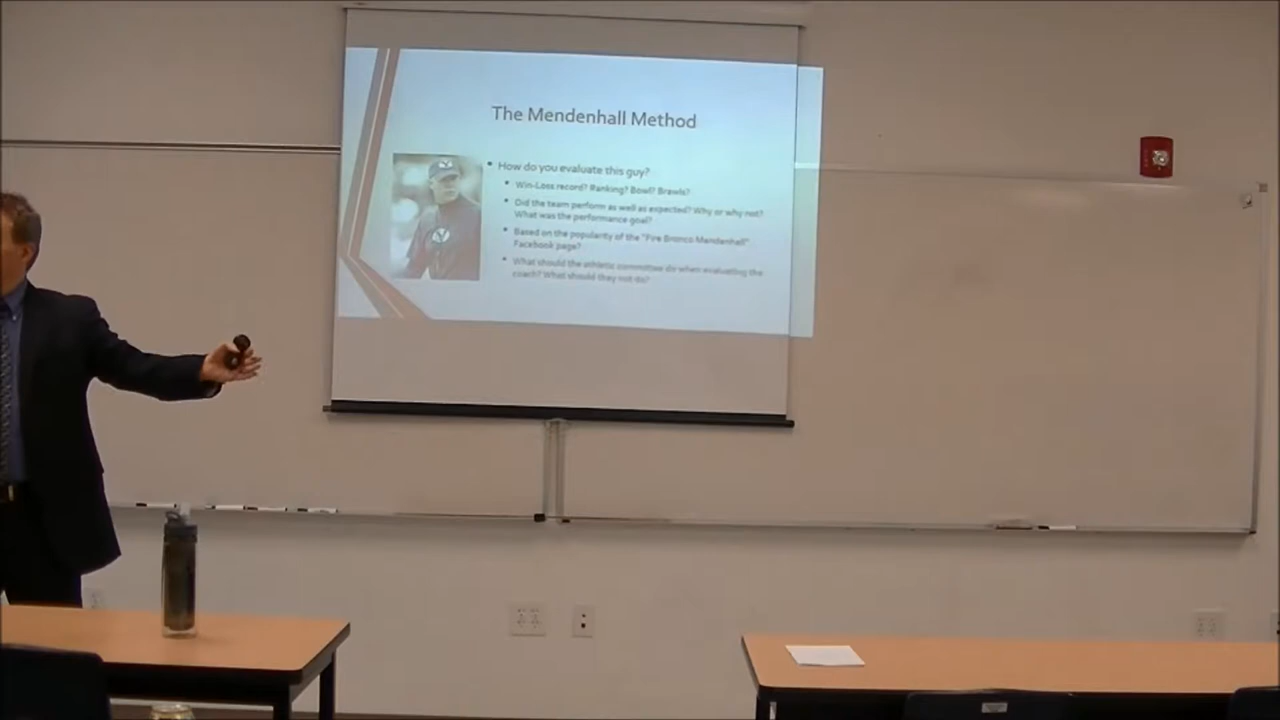 The Mendenhall Method
How do you evaluate this guy?
Win-Loss record? Ranking? Bowl? Brawls?
Did the team perform as well as expected? Why or why not?
What was the performance goal?
Based on the popularity of the "Fire Bronco Mendenhall"
Facebook page?
What should the athletic committee do when evaluating the
coach? What should they not do?